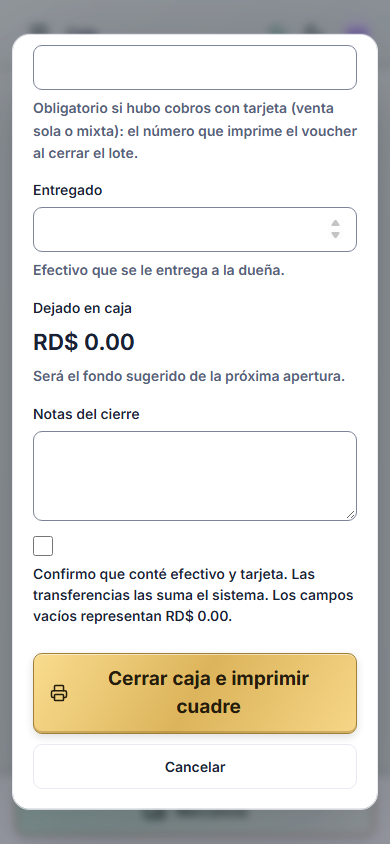 Obligatorio si hubo cobros con tarjeta (venta
sola o mixta): el número que imprime el voucher
al cerrar el lote.
Entregado
Efectivo que se le entrega a la dueña.
Dejado en caja
RD$ 0.00
Será el fondo sugerido de la próxima apertura.
Notas del cierre
Confirmo que conté efectivo y tarjeta. Las
transferencias las suma el sistema. Los campos
vacíos representan RD$ 0.00.
Cerrar caja e imprimir
cuadre
Cancelar